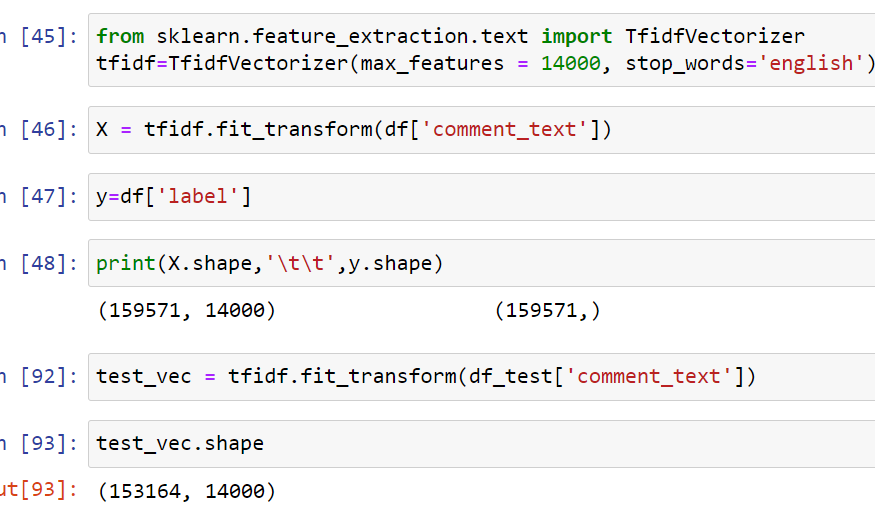 [45]: from sklearn.feature_extraction.text import TfidfVectorizer
tfidf=TfidfVectorizer(max_features = 14000, stop_words='english')
[46]: X = tfidf.fit_transform(df['comment_text'])
[47]: y=df['label']
[48]: print(X.shape,'\t\t',y.shape)
(159571, 14000) (159571,)
[92]: test_vec = tfidf.fit_transform(df_test['comment_text'])
[93]: test_vec.shape
ut[93]: (153164, 14000)